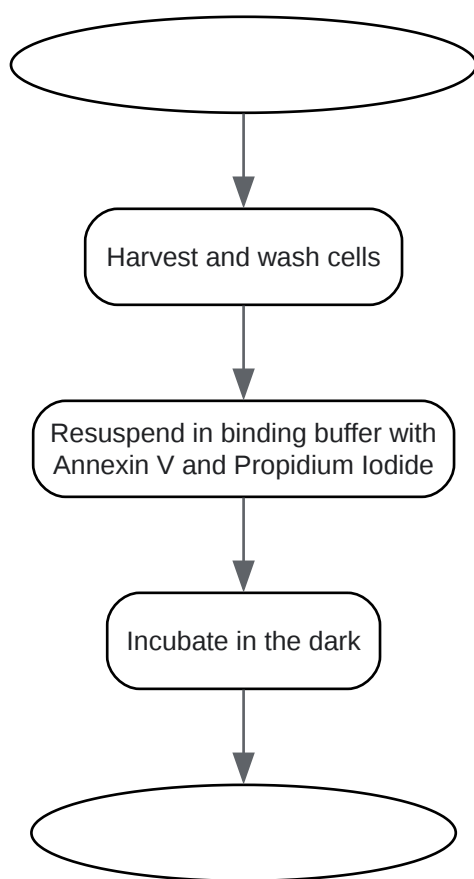 Harvest and wash cells
Resuspend in binding buffer with
Annexin V and Propidium Iodide
Incubate in the dark